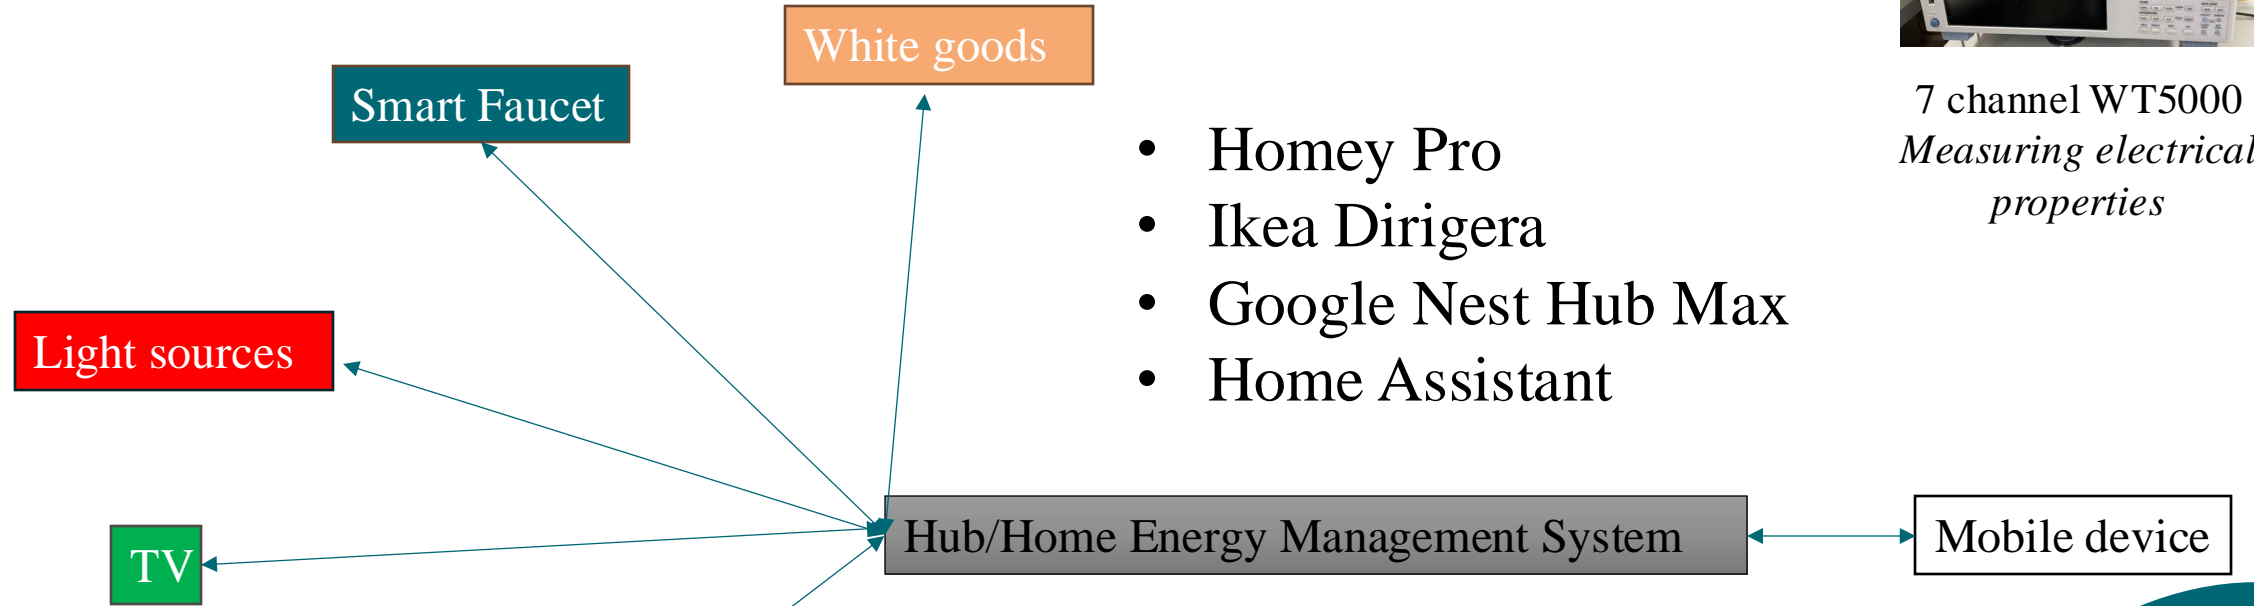 White goods
Smart Faucet
7 channel WT5000
Measuring electrical
properties
• Homey Pro
• Ikea Dirigera
• Google Nest Hub Max
• Home Assistant
Light sources
Hub/Home Energy Management System
Mobile device
TV